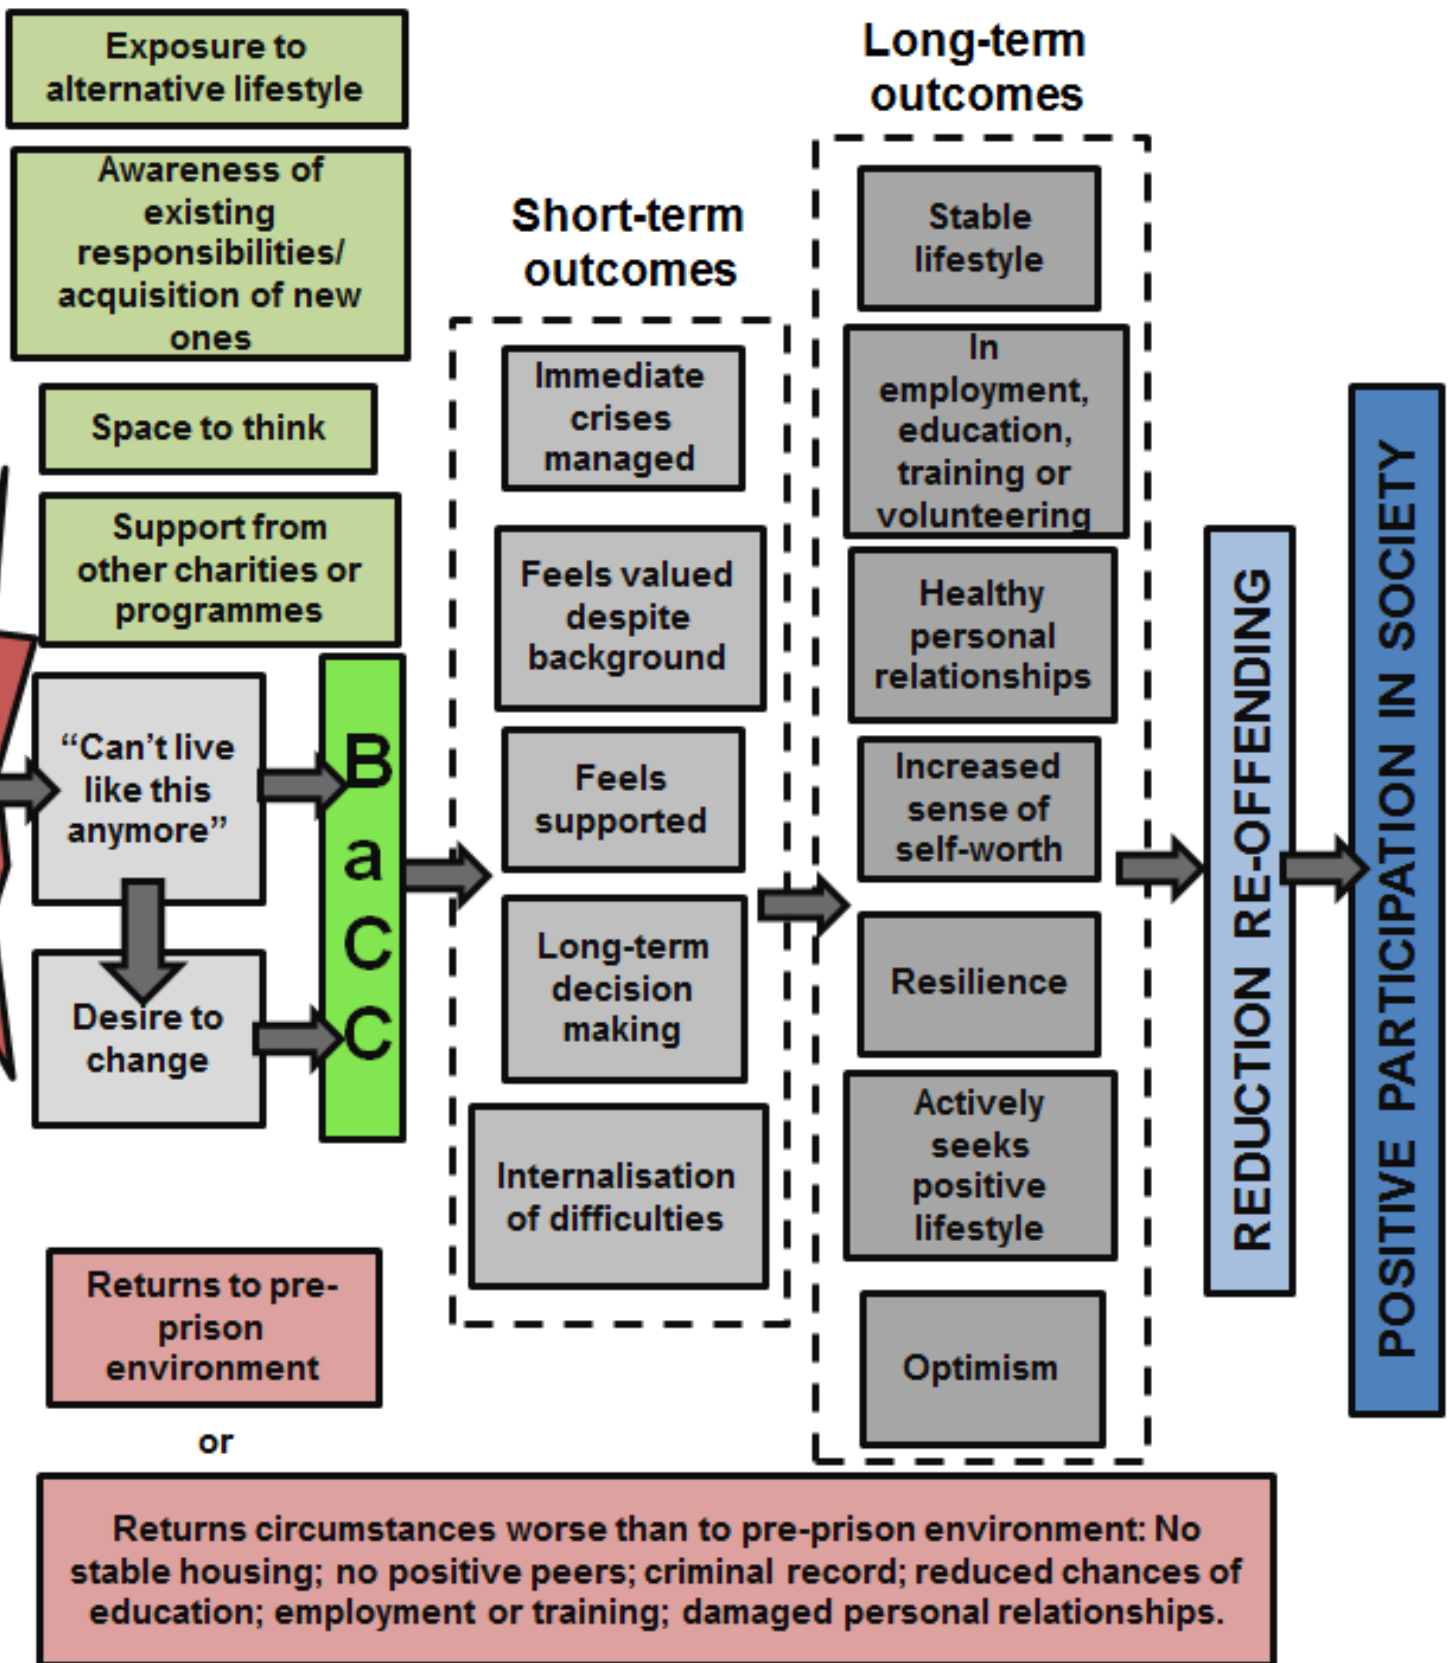 Exposure to
alternative lifestyle
Awareness of
existing
responsibilities/
acquisition of new
ones
Space to think
Support from
other charities or
programmes
“Can’t live
like this
anymore”
Desire to
change
B
a
C
C
Returns to pre-
prison
environment
or
Returns circumstances worse than to pre-prison environment: No
stable housing; no positive peers; criminal record; reduced chances of
education; employment or training; damaged personal relationships.
Short-term
outcomes
Immediate
crises
managed
Feels valued
despite
background
Feels
supported
Long-term
decision
making
Internalisation
of difficulties
Long-term
outcomes
Stable
lifestyle
In
employment,
education,
training or
volunteering
Healthy
personal
relationships
Increased
sense of
self-worth
Resilience
Actively
seeks
positive
lifestyle
Optimism
REDUCTION RE-OFFENDING
POSITIVE PARTICIPATION IN SOCIETY